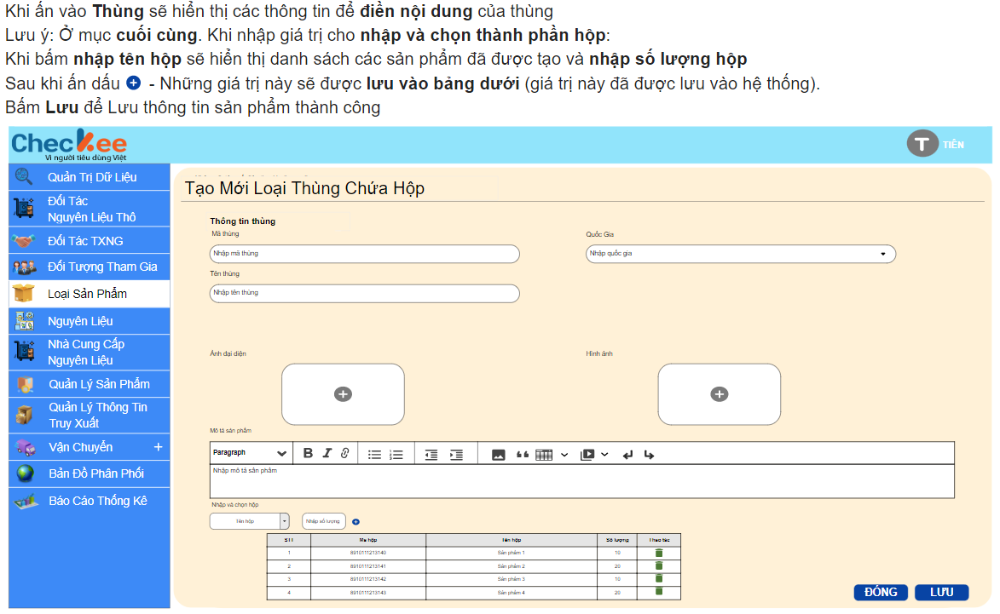 Khi ấn vào Thùng sẽ hiển thị các thông tin để điền nội dung của thùng
Lưu ý: Ở mục cuối cùng. Khi nhập giá trị cho nhập và chọn thành phần hộp:
Khi bấm nhập tên hộp sẽ hiển thị danh sách các sản phẩm đã được tạo và nhập số lượng hộp
Sau khi ấn dấu - Những giá trị này sẽ được lưu vào bảng dưới (giá trị này đã được lưu vào hệ thống).
Bấm Lưu để Lưu thông tin sản phẩm thành công
Checkee
Vì người tiêu dùng Việt
T TIÊN
Quản Trị Dữ Liệu
Đối Tác
Nguyên Liệu Thô
Đối Tác TXNG
Đối Tượng Tham Gia
Loại Sản Phẩm
Nguyên Liệu
Nhà Cung Cấp
Nguyên Liệu
Quản Lý Sản Phẩm
Quản Lý Thông Tin
Truy Xuất
Vận Chuyển +
Bản Đồ Phân Phối
Báo Cáo Thống Kê
Tạo Mới Loại Thùng Chứa Hộp
Thông tin thùng
Mã thùng
Nhập mã thùng
Quốc Gia
Nhập quốc gia
Tên thùng
Nhập tên thùng
Ảnh đại diện
Hình ảnh
Mô tả sản phẩm
Paragraph B I
Nhập mô tả sản phẩm
Nhập và chọn hộp
Tên hộp Nhập số lượng
STT Mã hộp Tên hộp Số lượng Thao tác
1 8910111213140 Sản phẩm 1 10
2 8910111213141 Sản phẩm 2 20
3 8910111213142 Sản phẩm 3 10
4 8910111213143 Sản phẩm 4 20
ĐÓNG LƯU